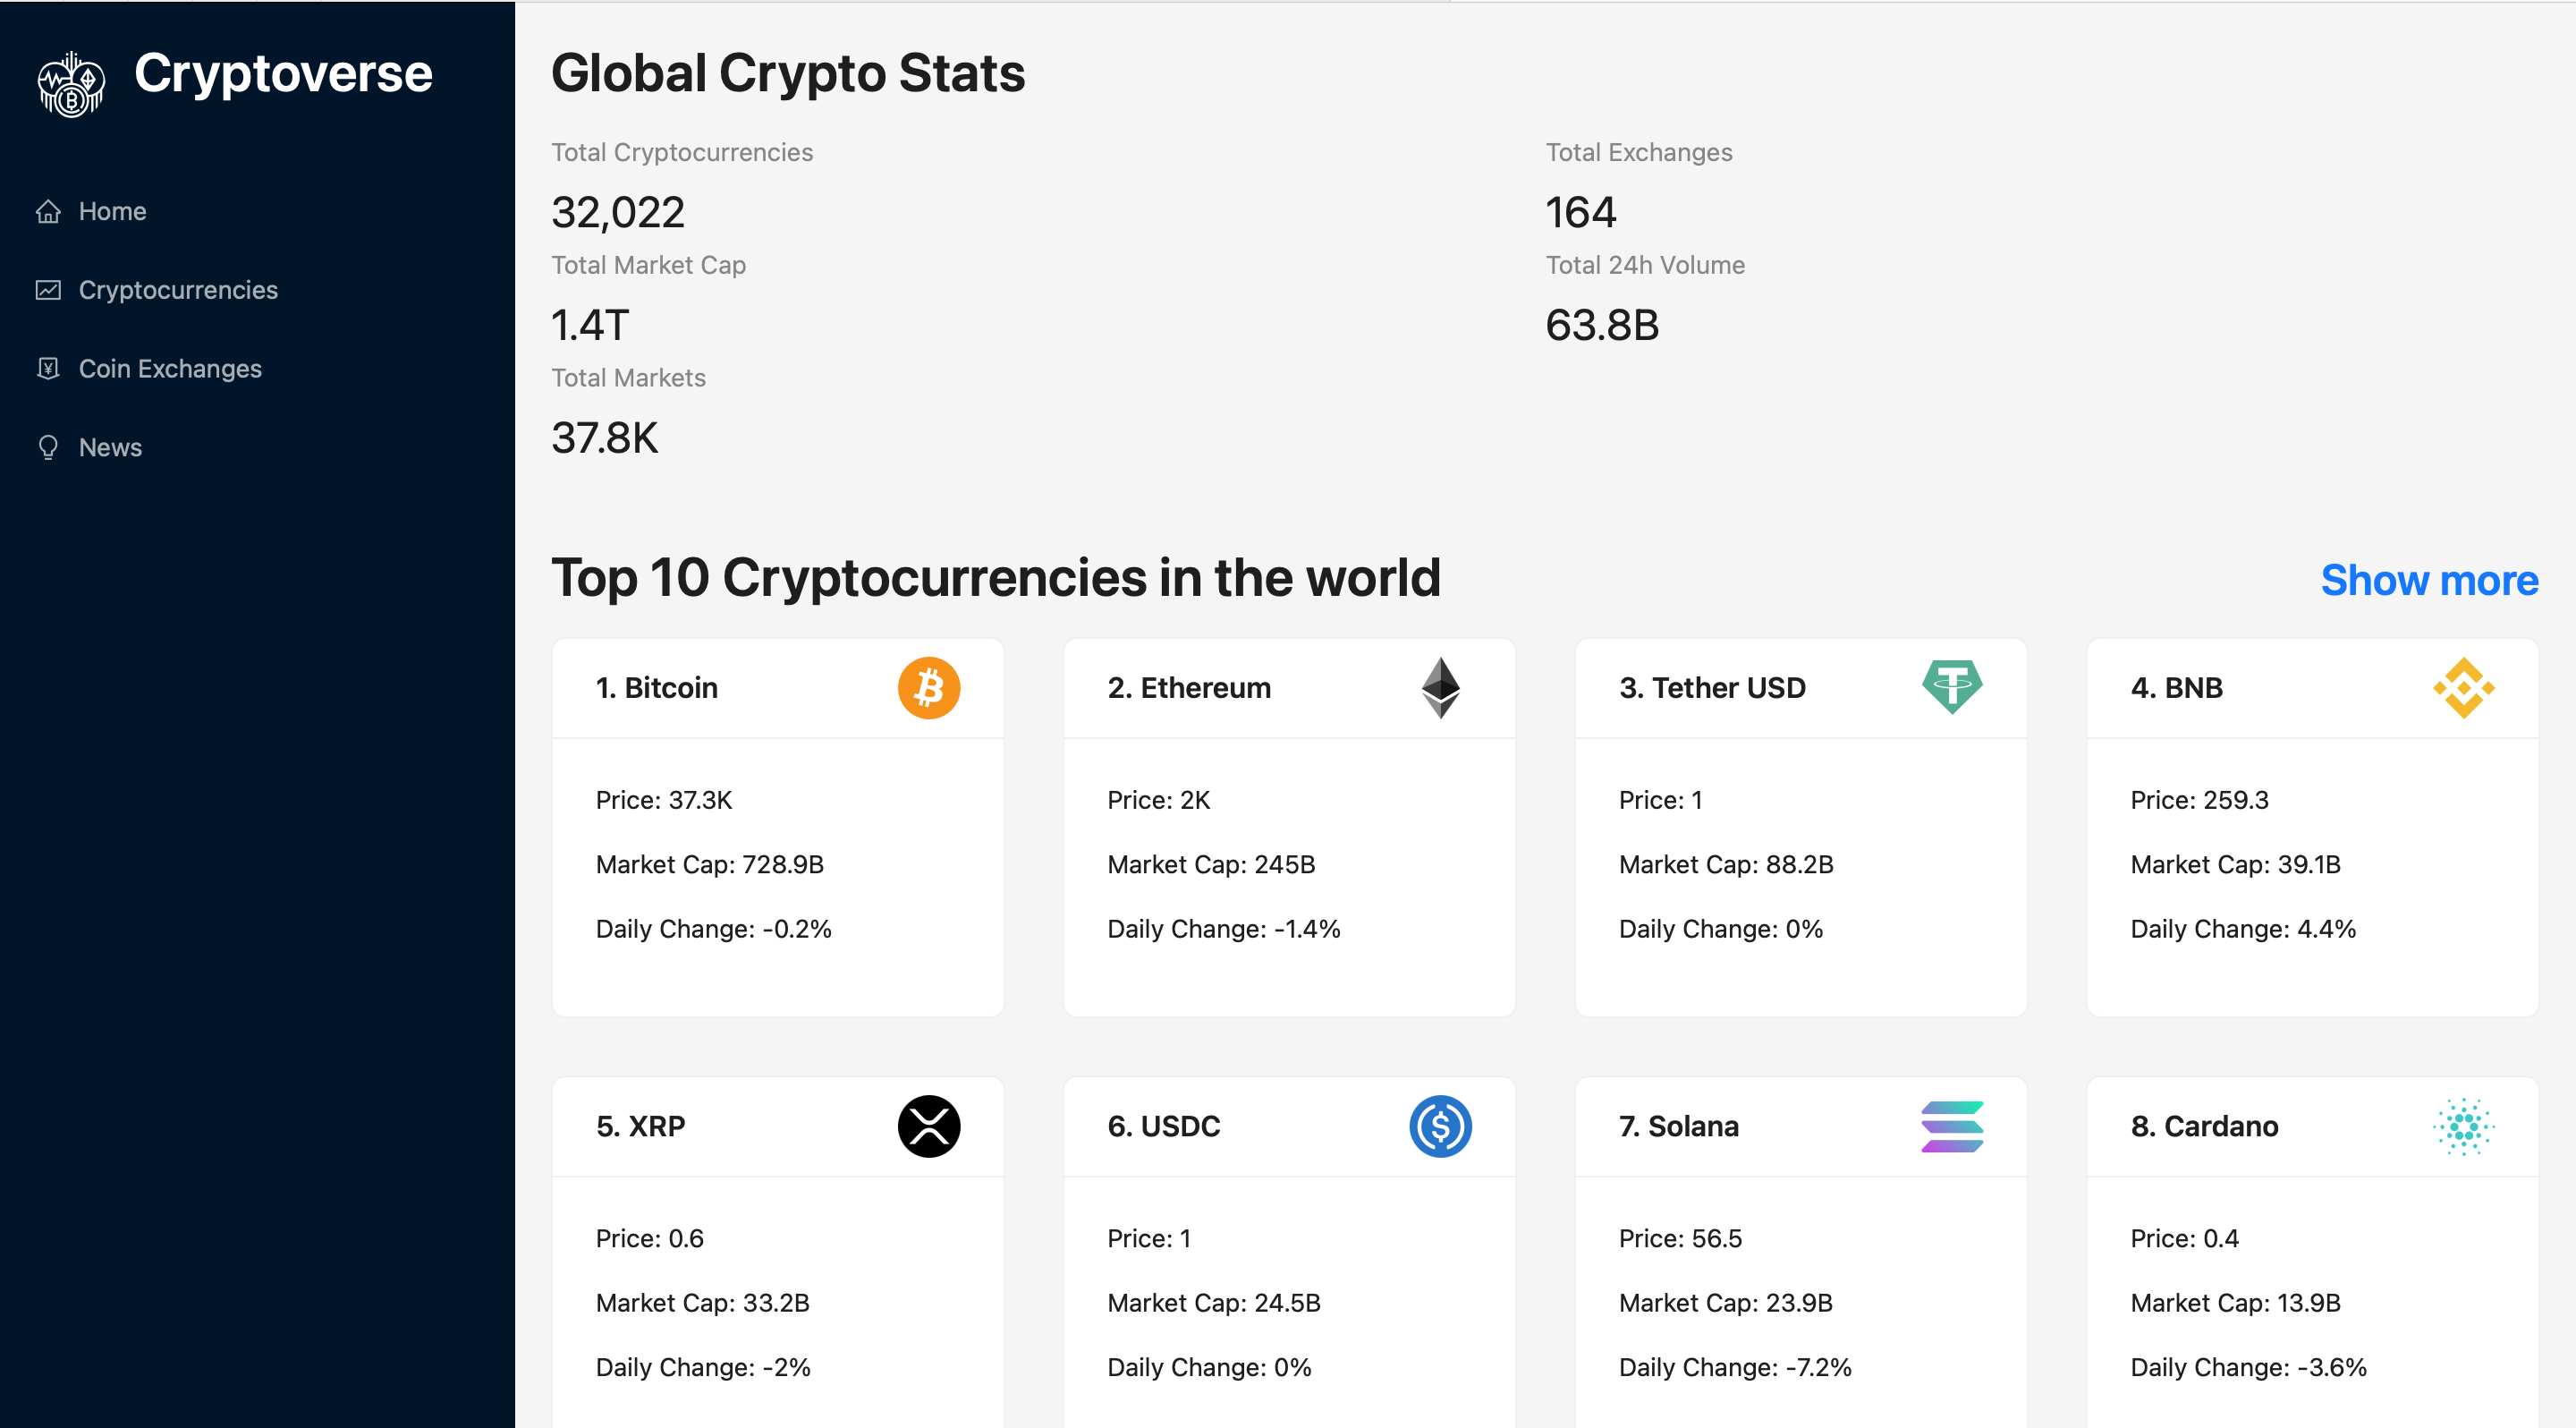 Cryptoverse
Home
Cryptocurrencies
Coin Exchanges
News
Global Crypto Stats
Total Cryptocurrencies
32,022
Total Exchanges
164
Total Market Cap
1.4T
Total 24h Volume
63.8B
Total Markets
37.8K
Top 10 Cryptocurrencies in the world
Show more
1. Bitcoin
Price: 37.3K
Market Cap: 728.9B
Daily Change: -0.2%
2. Ethereum
Price: 2K
Market Cap: 245B
Daily Change: -1.4%
3. Tether USD
Price: 1
Market Cap: 88.2B
Daily Change: 0%
4. BNB
Price: 259.3
Market Cap: 39.1B
Daily Change: 4.4%
5. XRP
Price: 0.6
Market Cap: 33.2B
Daily Change: -2%
6. USDC
Price: 1
Market Cap: 24.5B
Daily Change: 0%
7. Solana
Price: 56.5
Market Cap: 23.9B
Daily Change: -7.2%
8. Cardano
Price: 0.4
Market Cap: 13.9B
Daily Change: -3.6%